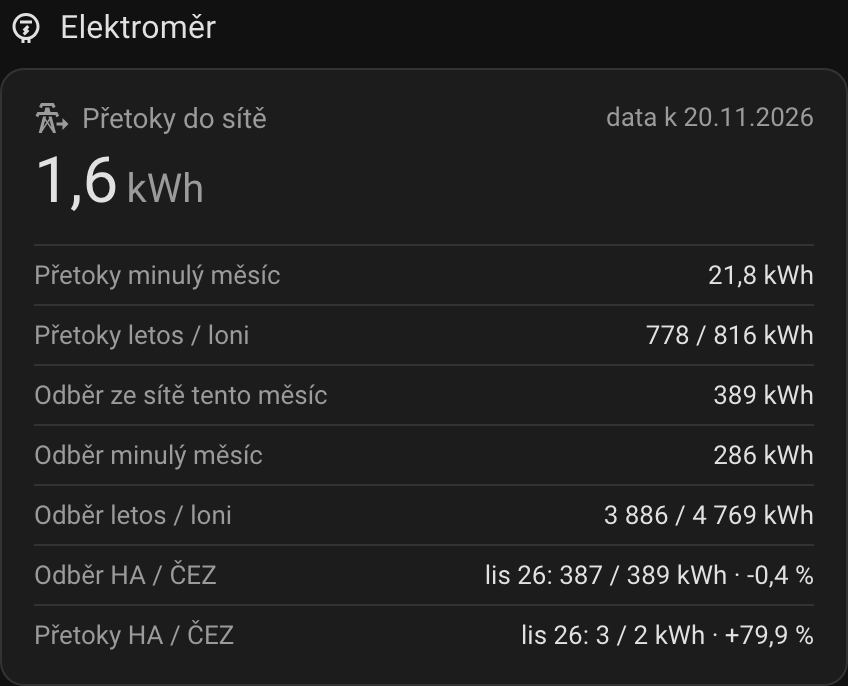 Elektroměr
Přetoky do sítě data k 20.11.2026
1,6 kWh
Přetoky minulý měsíc 21,8 kWh
Přetoky letos / loni 778 / 816 kWh
Odběr ze sítě tento měsíc 389 kWh
Odběr minulý měsíc 286 kWh
Odběr letos / loni 3 886 / 4 769 kWh
Odběr HA / ČEZ lis 26: 387 / 389 kWh · -0,4 %
Přetoky HA / ČEZ lis 26: 3 / 2 kWh · +79,9 %